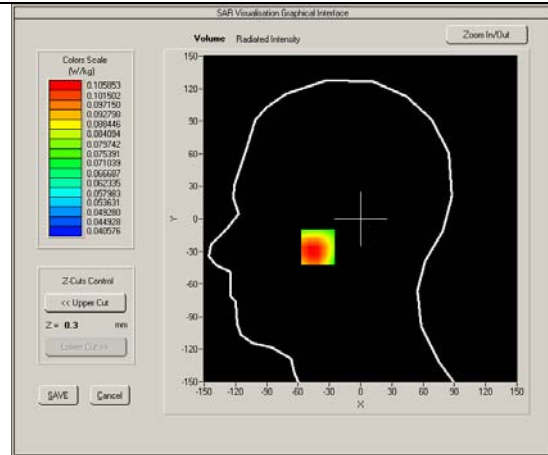 SAR Visualisation Graphical Interface
Volume Radiated Intensity
Zoom In/Out
Colors Scale
(W/kg)
0.105853
0.101502
0.097150
0.092798
0.088446
0.084094
0.079742
0.075391
0.071039
0.066687
0.062335
0.057983
0.053631
0.049280
0.044928
0.040576
Z-Cuts Control
<< Upper Cut
Z = 0.3 mm
Lower Cut >>
SAVE Cancel
150
120
90
60
30
0
-30
-60
-90
-120
-150
Y
-150 -120 -90 -60 -30 0 30 60 90 120 150
X